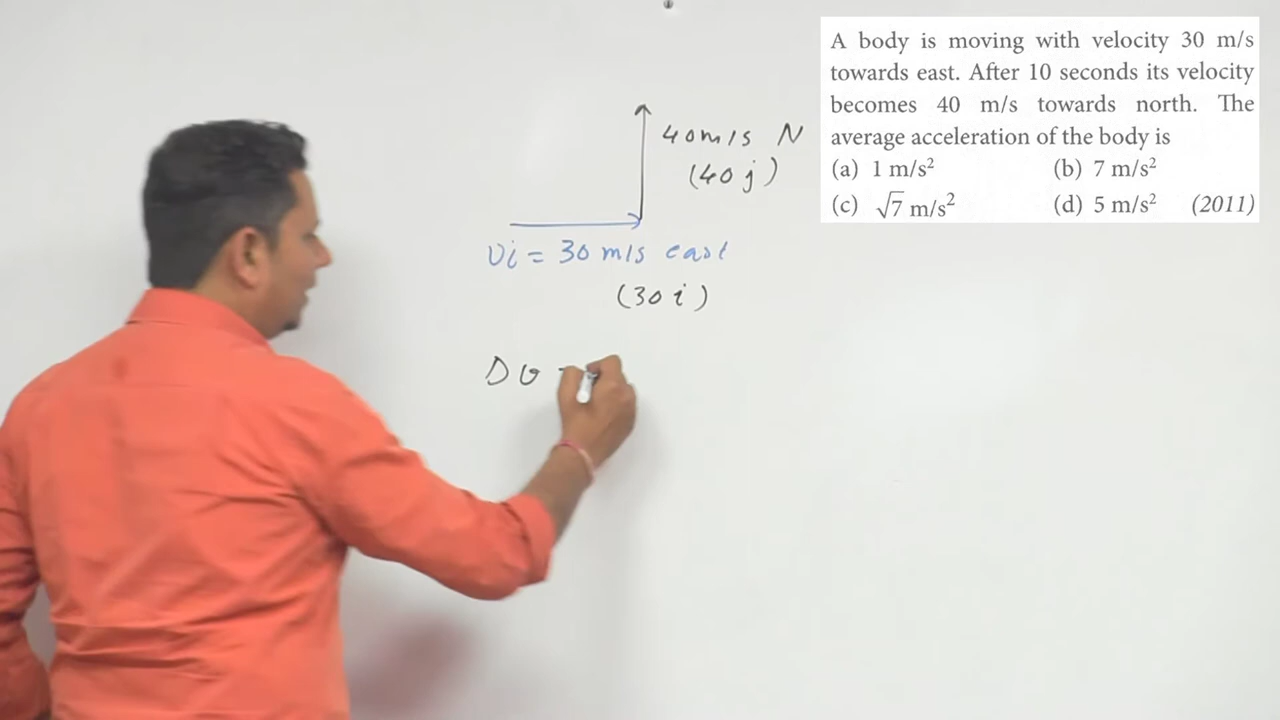 A body is moving with velocity 30 m/s
towards east. After 10 seconds its velocity
becomes 40 m/s towards north. The
average acceleration of the body is
(a) 1 m/s² (b) 7 m/s²
(c) √7 m/s² (d) 5 m/s² (2011)
40m/s N
(40 j)
vi = 30 m/s east
(30 i)